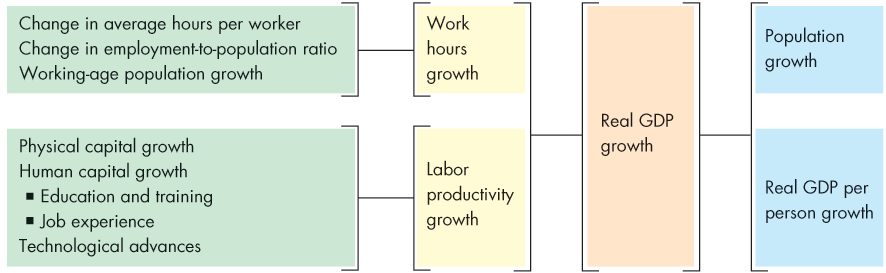 Change in average hours per worker
Change in employment-to-population ratio
Working-age population growth
Work
hours
growth
Physical capital growth
Human capital growth
■ Education and training
■ Job experience
Technological advances
Labor
productivity
growth
Real GDP
growth
Population
growth
Real GDP per
person growth